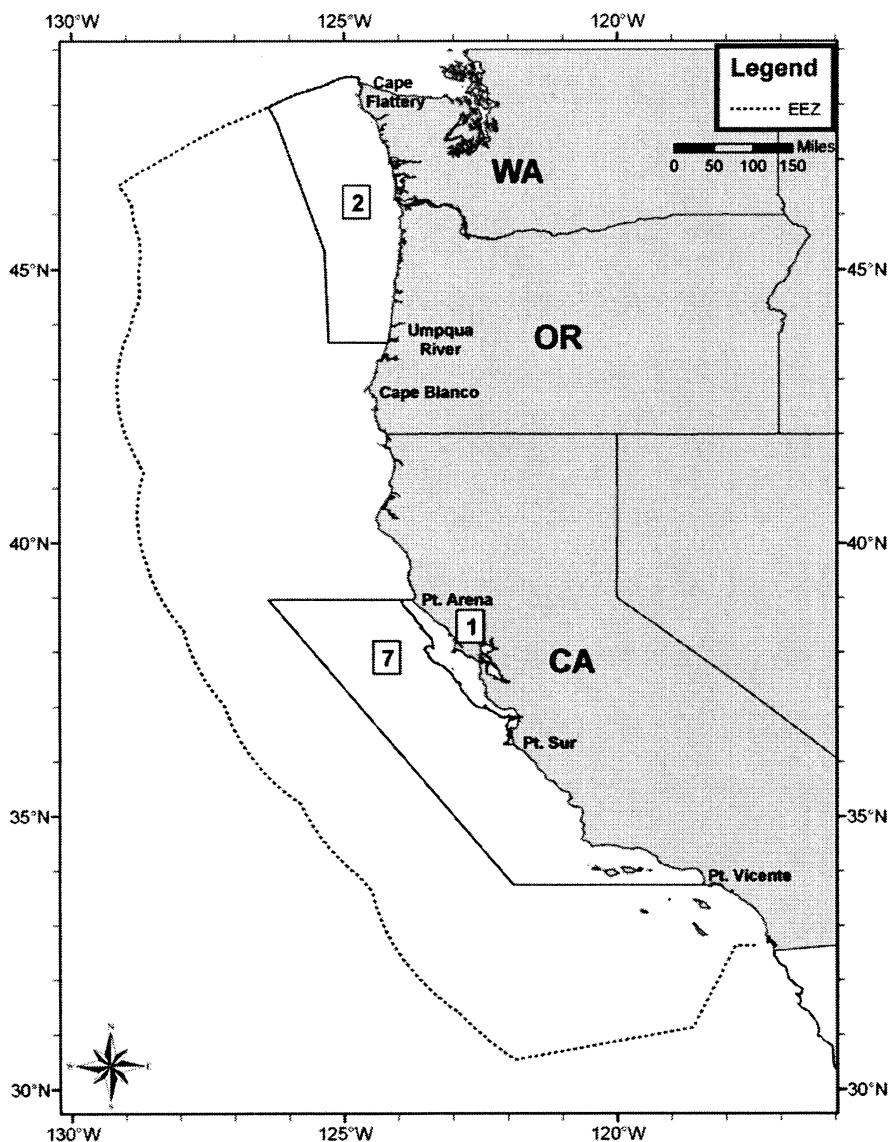 130°W 125°W 120°W
Legend
EEZ
Miles
0 50 100 150
Cape
Flattery
WA
2
45°N 45°N
Umpqua
River
OR
Cape Blanco
40°N 40°N
Pt. Arena
1
7
CA
Pt. Sur
35°N 35°N
Pt. Vicente
N
W E
S
30°N 30°N
130°W 125°W 120°W